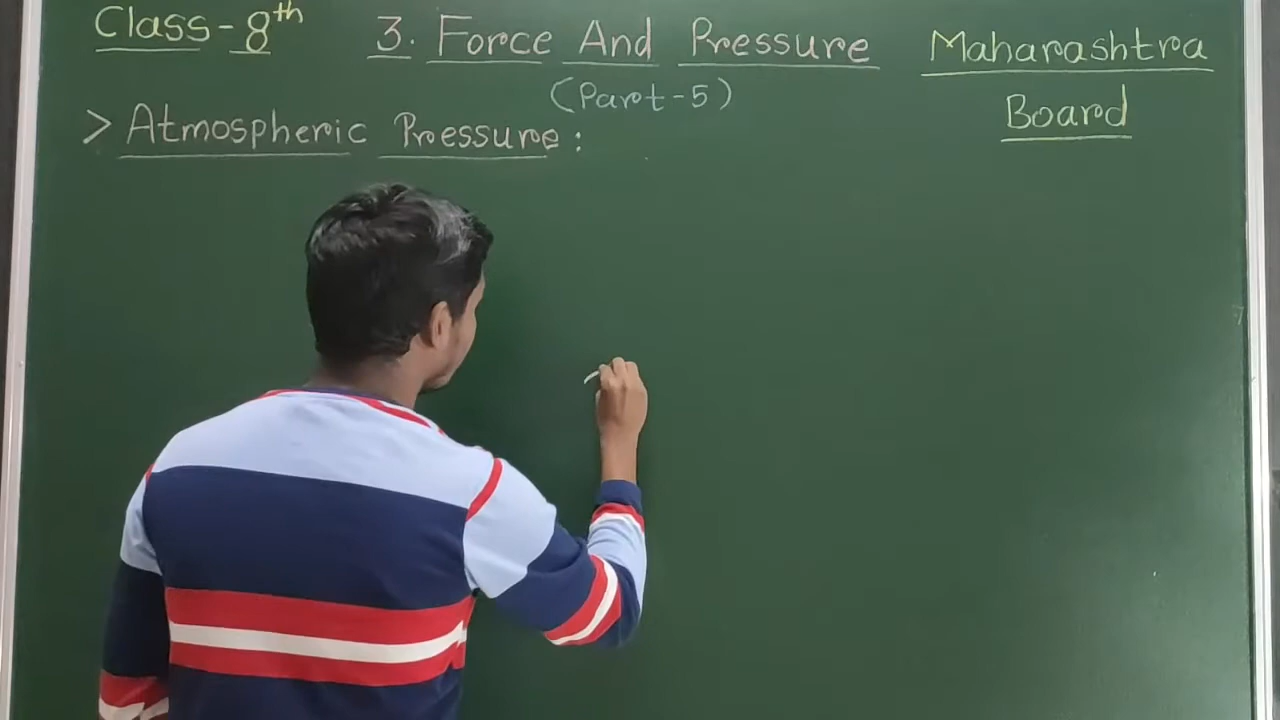 Class-8th 3. Force And Pressure Maharashtra
(Part-5) Board
> Atmospheric Pressure: